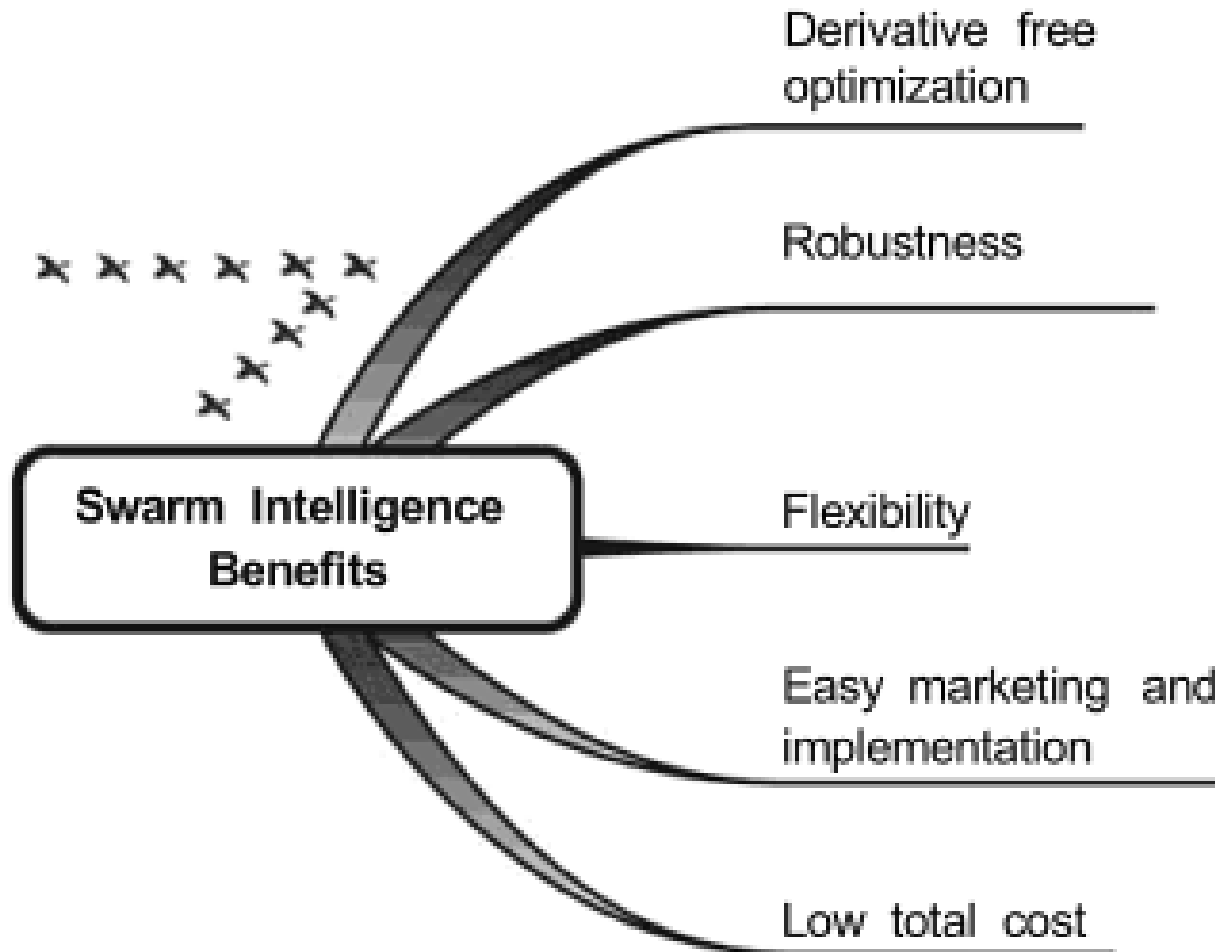 Derivative free
optimization
Robustness
Swarm Intelligence
Benefits
Flexibility
Easy marketing and
implementation
Low total cost